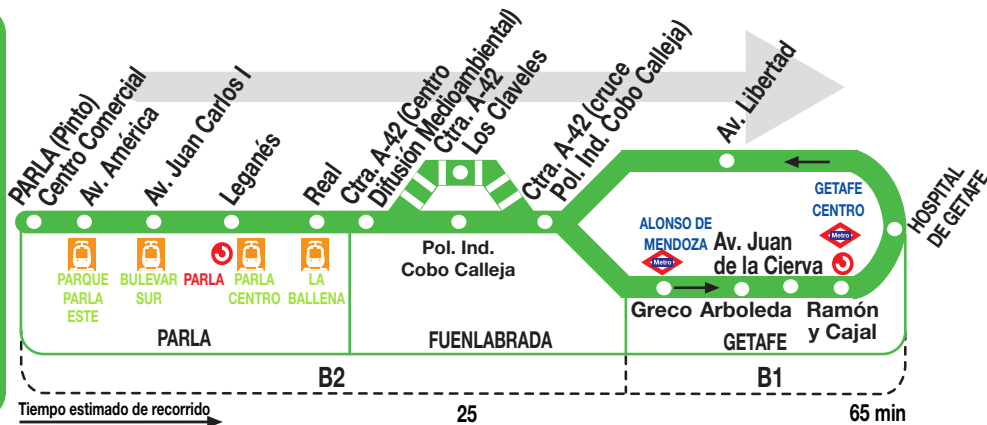 PARLA (Pinto)
Centro Comercial
Av. América
Av. Juan Carlos I
Leganés
Real
Ctra. A-42 (Centro
Difusión Medioambiental)
Ctra. A-42
Los Claveles
Ctra. A-42 (cruce
Pol. Ind. Cobo Calleja)
Av. Libertad
HOSPITAL
DE GETAFE
GETAFE
CENTRO
Metro
ALONSO DE
MENDOZA
Metro
Av. Juan
de la Cierva
Pol. Ind.
Cobo Calleja
PARQUE
PARLA
ESTE
BULEVAR
SUR
PARLA
PARLA
CENTRO
LA
BALLENA
Greco
Arboleda
Ramón
y Cajal
PARLA
FUENLABRADA
GETAFE
B2
B1
Tiempo estimado de recorrido
25
65 min